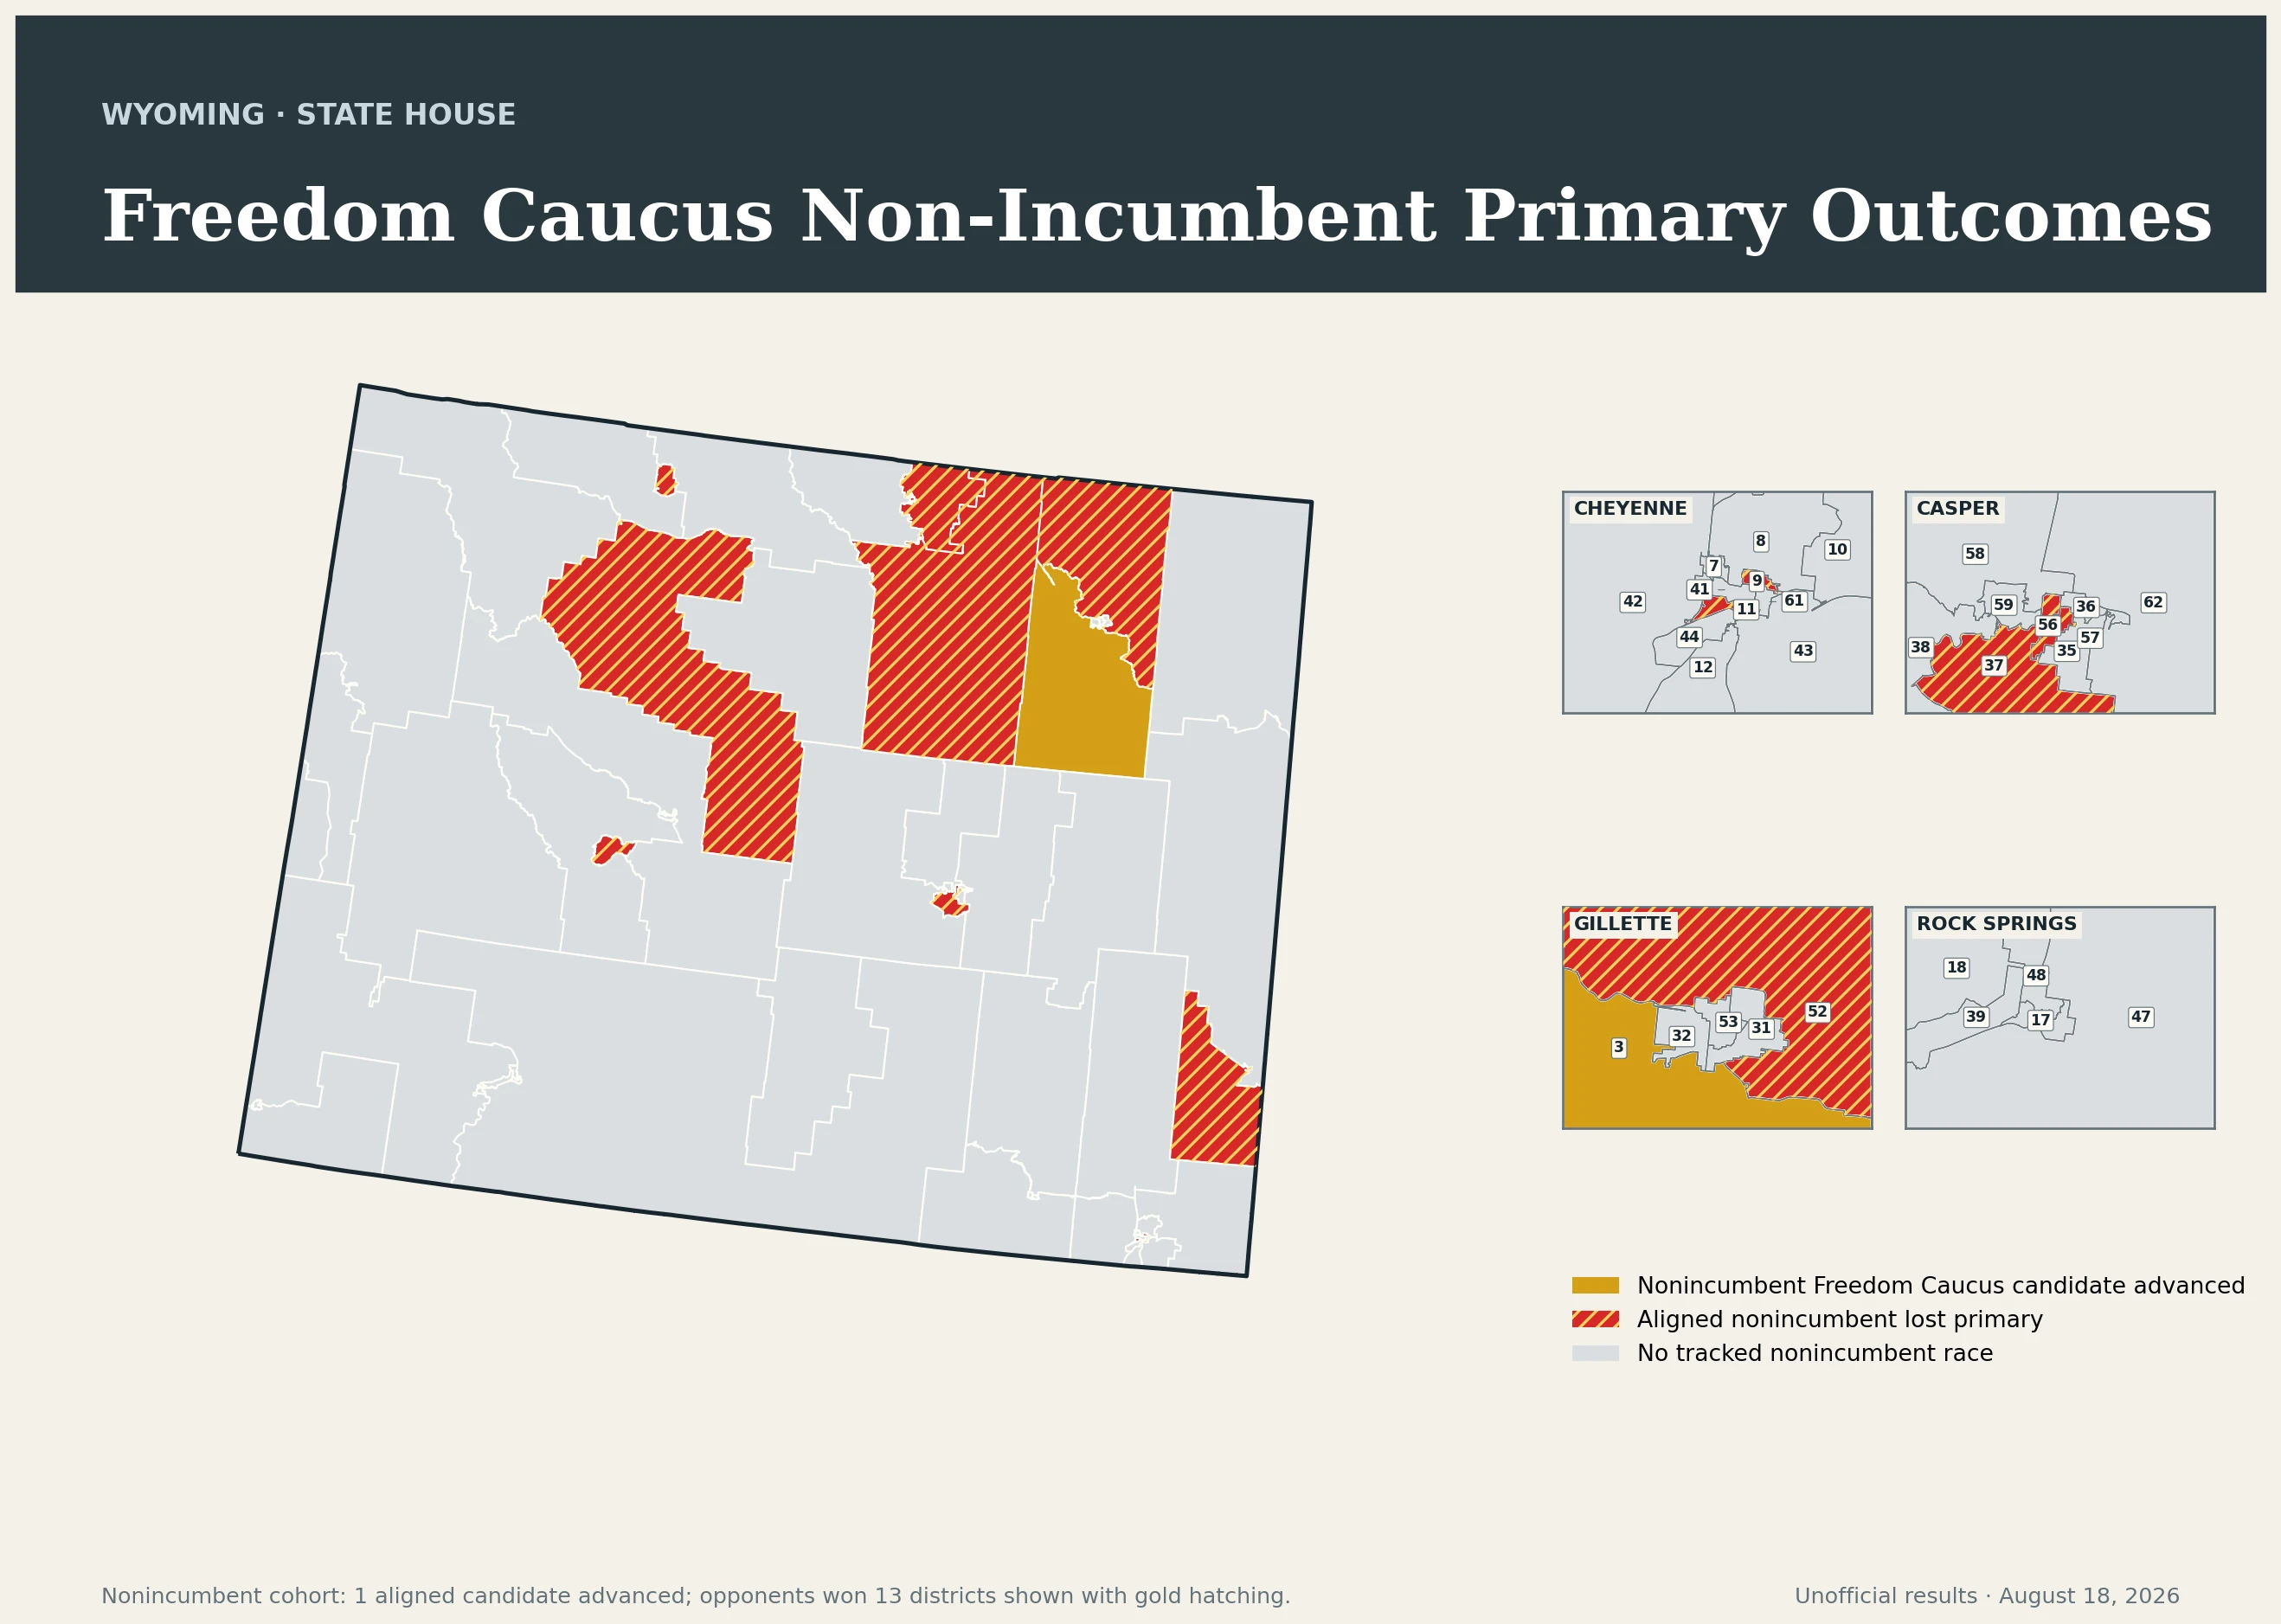 WYOMING · STATE HOUSE
Freedom Caucus Non-Incumbent Primary Outcomes
CHEYENNE
8
10
7
9
41
42
61
11
44
43
12
CASPER
58
59
36
62
56
57
38
35
37
GILLETTE
52
53
31
32
3
ROCK SPRINGS
18
48
39
17
47
Nonincumbent Freedom Caucus candidate advanced
Aligned nonincumbent lost primary
No tracked nonincumbent race
Nonincumbent cohort: 1 aligned candidate advanced; opponents won 13 districts shown with gold hatching.
Unofficial results · August 18, 2026